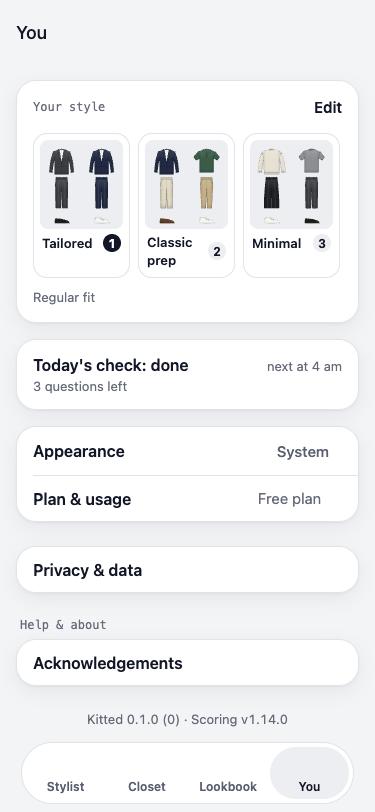 You
Your style
Edit
Tailored 1
Classic prep 2
Minimal 3
Regular fit
Today's check: done
next at 4 am
3 questions left
Appearance
System
Plan & usage
Free plan
Privacy & data
Help & about
Acknowledgements
Kitted 0.1.0 (0) · Scoring v1.14.0
Stylist
Closet
Lookbook
You